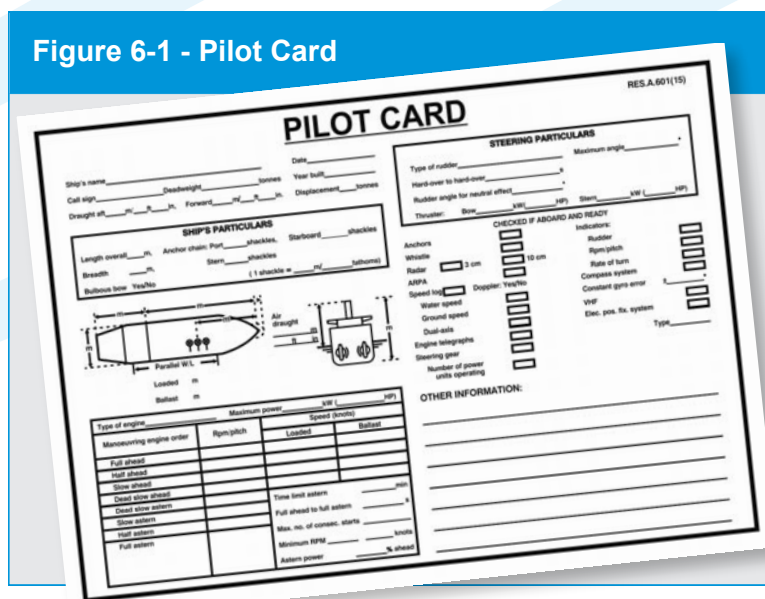 Figure 6-1 - Pilot Card
RES.A.601(15)
PILOT CARD
Ship's name
Date
Call sign Deadweight tonnes Year built
Draught aft m/ ft in, Forward m/ ft in. Displacement tonnes
SHIP'S PARTICULARS
Length overall m, Anchor chain: Port shackles, Starboard shackles
Breadth m, Stern shackles
Bulbous bow Yes/No ( 1 shackle = m/ fathoms)
m m
m
m
Air
draught m
ft in
m
Parallel W.L
Loaded m
Ballast m
Type of engine Maximum power kW ( HP)
Manoeuvring engine order Rpm/pitch Speed (knots)
Loaded Ballast
Full ahead
Half ahead
Slow ahead
Dead slow ahead
Dead slow astern
Slow astern
Half astern
Full astern
Time limit astern min
Full ahead to full astern s
Max. no. of consec. starts
Minimum RPM knots
Astern power % ahead
STEERING PARTICULARS
Type of rudder Maximum angle °
Hard-over to hard-over s
Rudder angle for neutral effect °
Thruster: Bow kW( HP) Stern kW ( HP)
CHECKED IF ABOARD AND READY
Anchors
Whistle
Radar 3 cm 10 cm
ARPA
Speed log Doppler: Yes/No
Water speed
Ground speed
Dual-axis
Engine telegraphs
Steering gear
Number of power
units operating
Indicators:
Rudder
Rpm/pitch
Rate of turn
Compass system
Constant gyro error ± °
VHF
Elec. pos. fix. system
Type
OTHER INFORMATION: